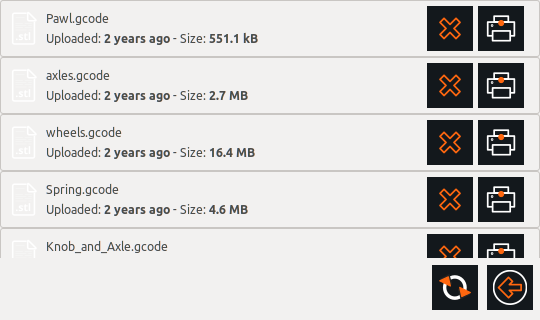 Pawl.gcode
Uploaded: 2 years ago - Size: 551.1 kB
axles.gcode
Uploaded: 2 years ago - Size: 2.7 MB
wheels.gcode
Uploaded: 2 years ago - Size: 16.4 MB
Spring.gcode
Uploaded: 2 years ago - Size: 4.6 MB
Knob_and_Axle.gcode